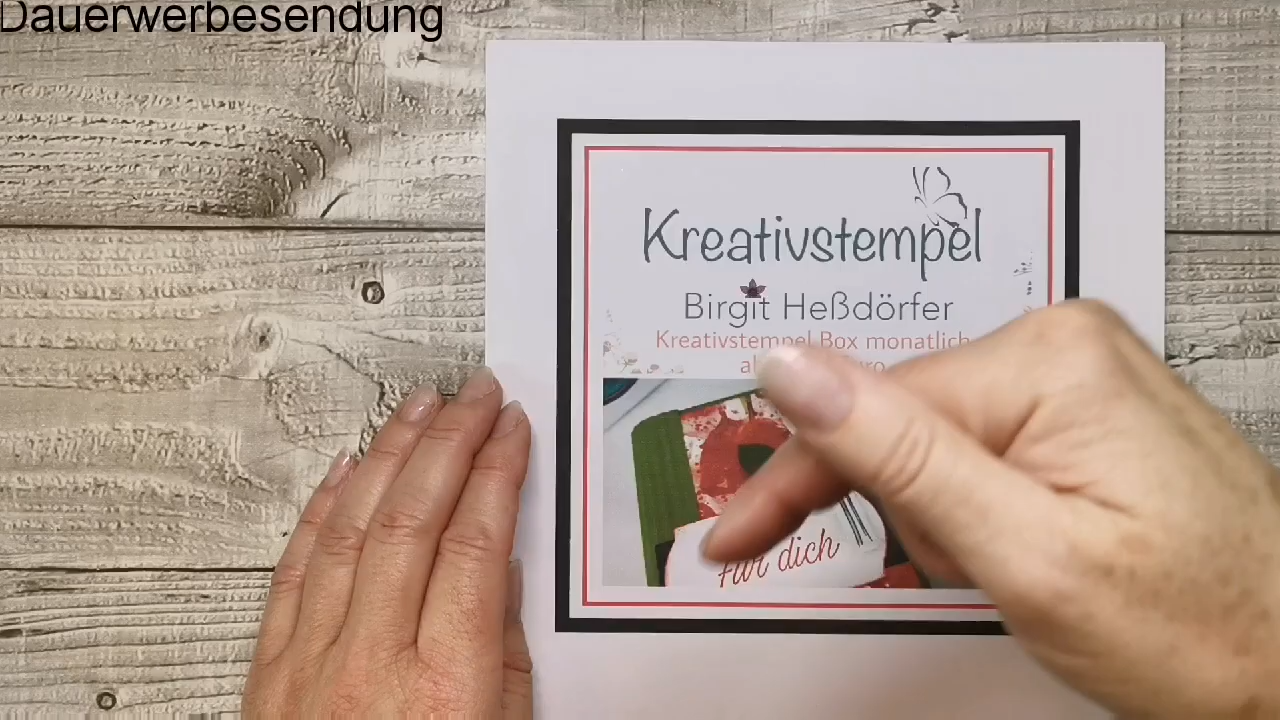 Dauerwerbesendung
Kreativstempel
Birgit Heßdörfer
Kreativstempel Box monatlich
für dich